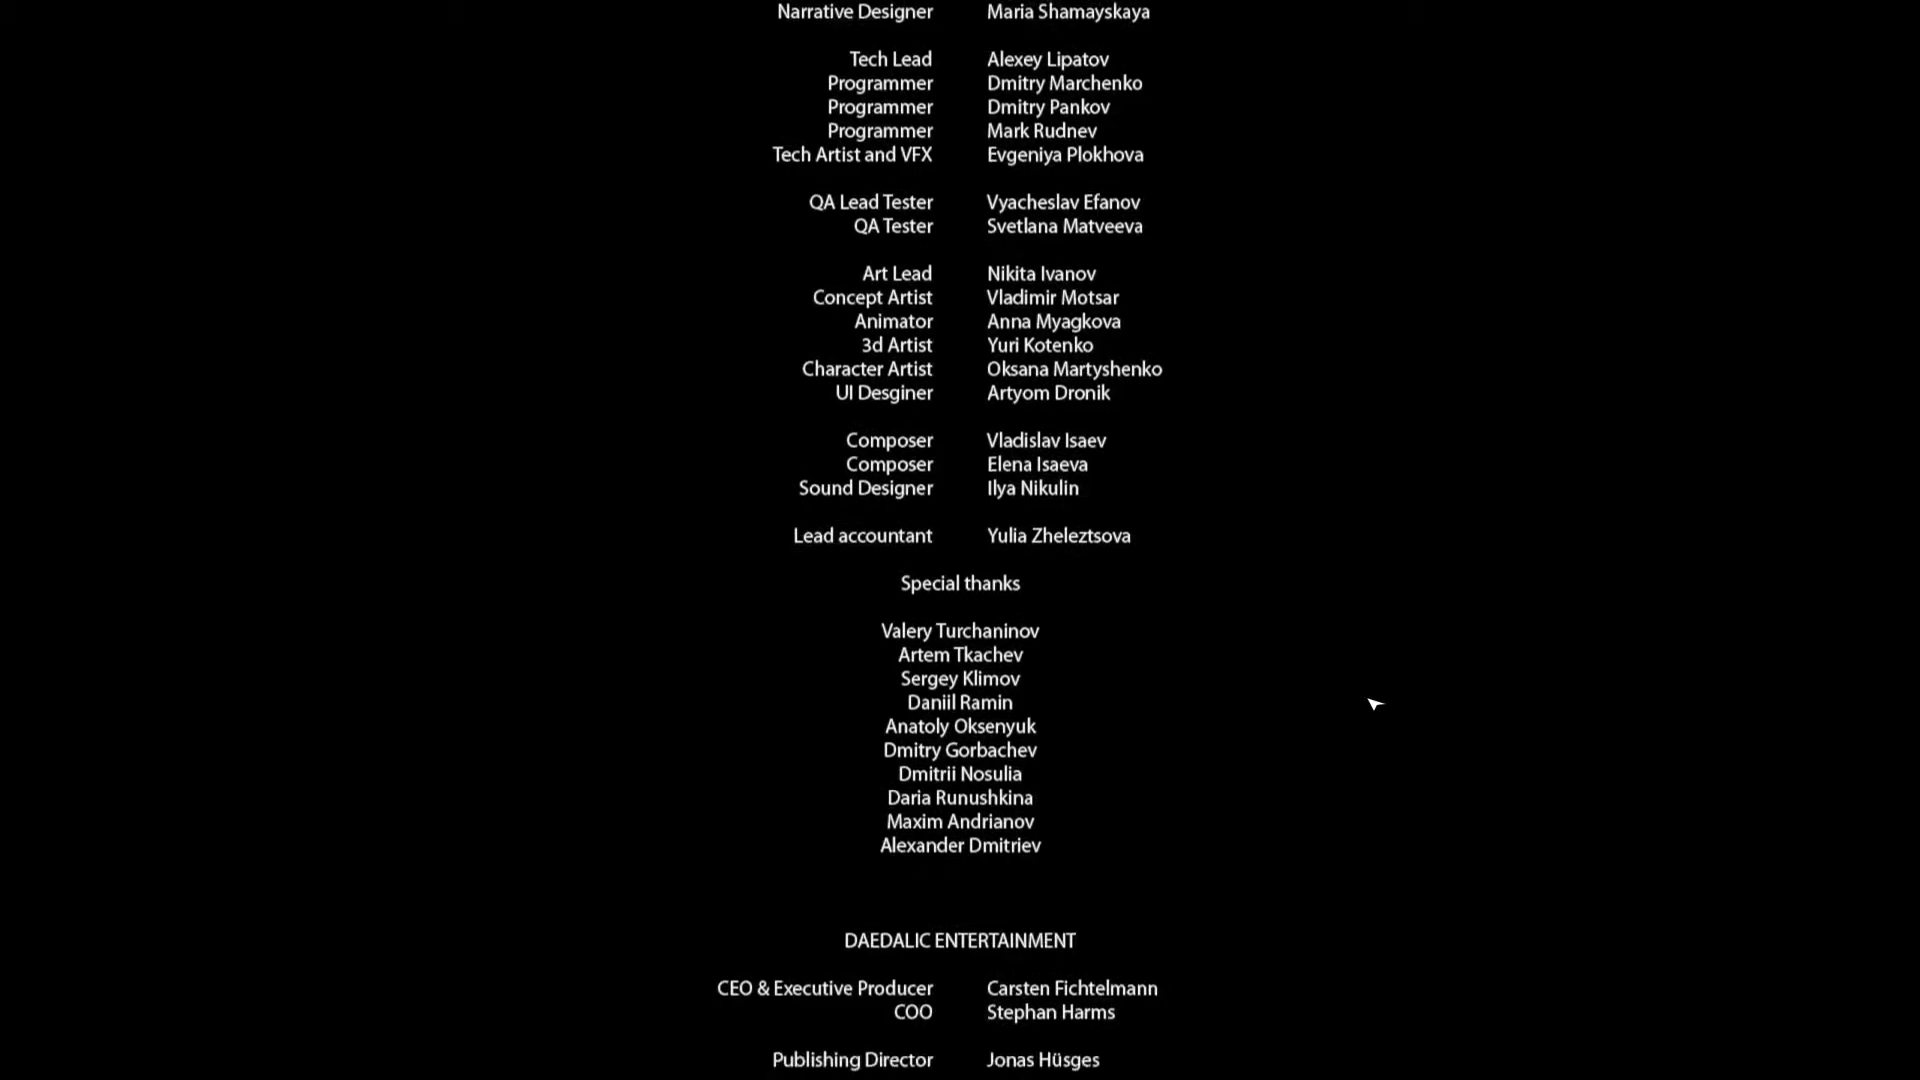 Narrative Designer Maria Shamayskaya
Tech Lead Alexey Lipatov
Programmer Dmitry Marchenko
Programmer Dmitry Pankov
Programmer Mark Rudnev
Tech Artist and VFX Evgeniya Plokhova
QA Lead Tester Vyacheslav Efanov
QA Tester Svetlana Matveeva
Art Lead Nikita Ivanov
Concept Artist Vladimir Motsar
Animator Anna Myagkova
3d Artist Yuri Kotenko
Character Artist Oksana Martyshenko
UI Desginer Artyom Dronik
Composer Vladislav Isaev
Composer Elena Isaeva
Sound Designer Ilya Nikulin
Lead accountant Yulia Zheleztsova
Special thanks
Valery Turchaninov
Artem Tkachev
Sergey Klimov
Daniil Ramin
Anatoly Oksenyuk
Dmitry Gorbachev
Dmitrii Nosulia
Daria Runushkina
Maxim Andrianov
Alexander Dmitriev
DAEDALIC ENTERTAINMENT
CEO & Executive Producer Carsten Fichtelmann
COO Stephan Harms
Publishing Director Jonas Hüsges